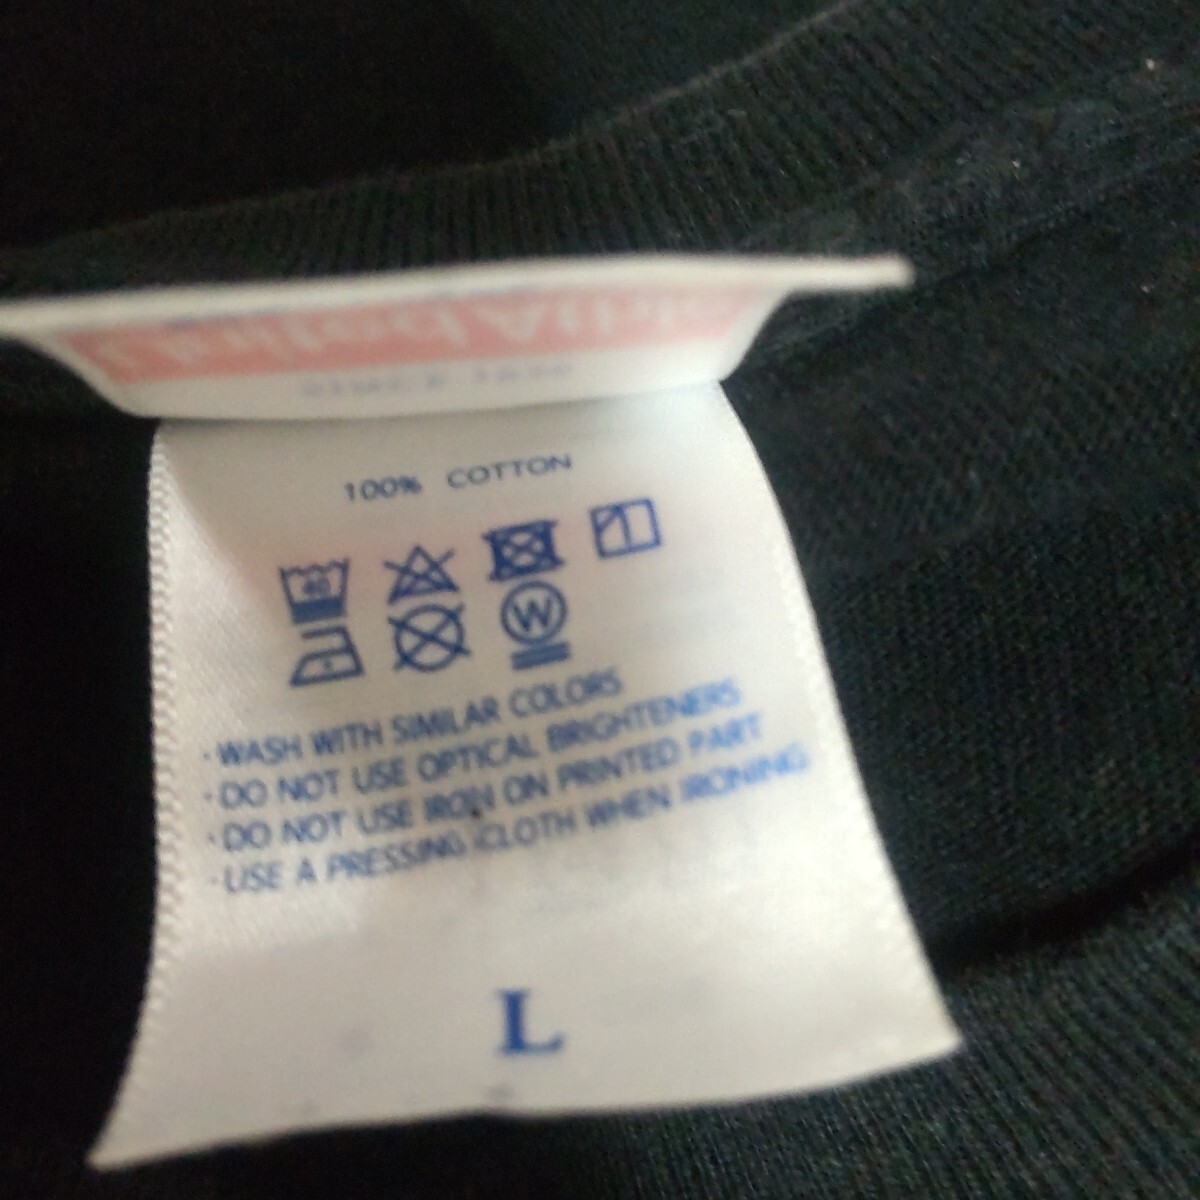 100% COTTON
40
W
· WASH WITH SIMILAR COLORS
· DO NOT USE OPTICAL BRIGHTENERS
· DO NOT USE IRON ON PRINTED PART
· USE A PRESSING CLOTH WHEN IRONING
L